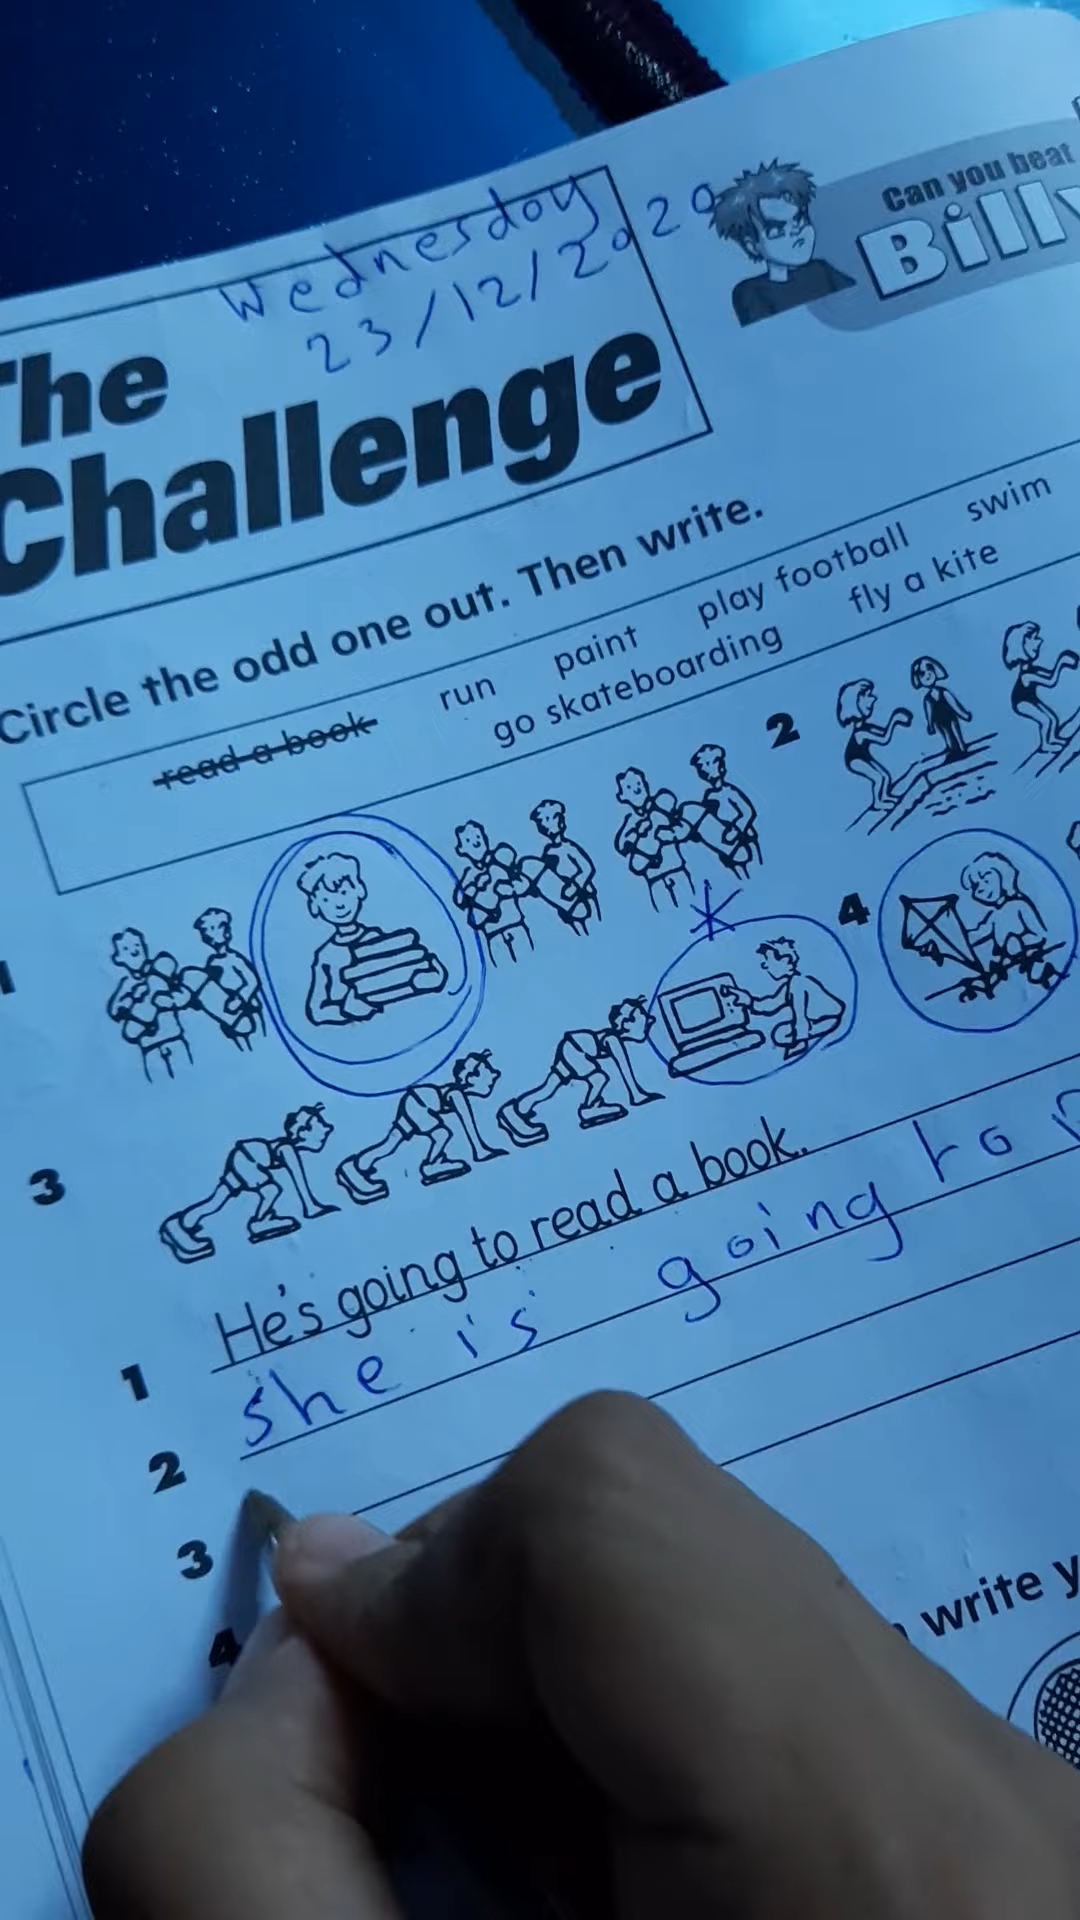 Wednesday
23/12/2020
Can you beat
Billy
The
Challenge
Circle the odd one out. Then write.
read a book run paint play football swim
go skateboarding fly a kite
2
1
4
3
1 He's going to read a book.
2 she is going to
3
4
write